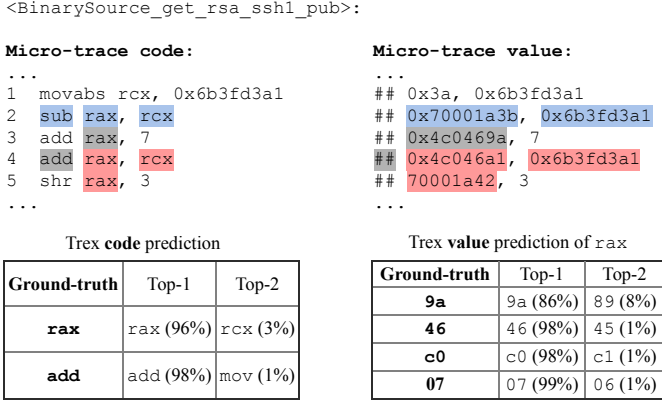 <BinarySource_get_rsa_ssh1_pub>:
Micro-trace code:
...
1 movabs rcx, 0x6b3fd3a1
2 sub rax, rcx
3 add rax, 7
4 add rax, rcx
5 shr rax, 3
...
Micro-trace value:
...
## 0x3a, 0x6b3fd3a1
## 0x70001a3b, 0x6b3fd3a1
## 0x4c0469a, 7
## 0x4c046a1, 0x6b3fd3a1
## 70001a42, 3
...
Trex code prediction
Ground-truth Top-1 Top-2
rax rax (96%) rcx (3%)
add add (98%) mov (1%)
Trex value prediction of rax
Ground-truth Top-1 Top-2
9a 9a (86%) 89 (8%)
46 46 (98%) 45 (1%)
c0 c0 (98%) c1 (1%)
07 07 (99%) 06 (1%)